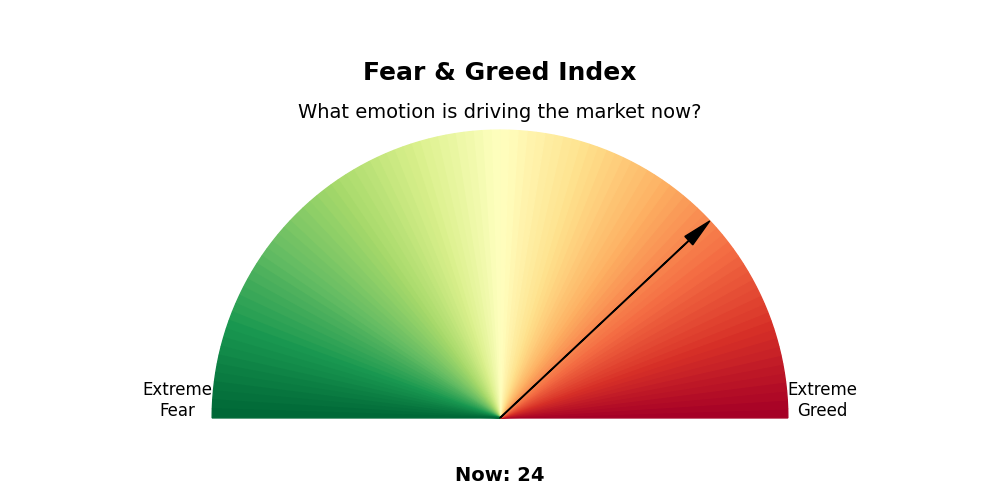 Fear & Greed Index
What emotion is driving the market now?
Extreme
Fear
Extreme
Greed
Now: 24